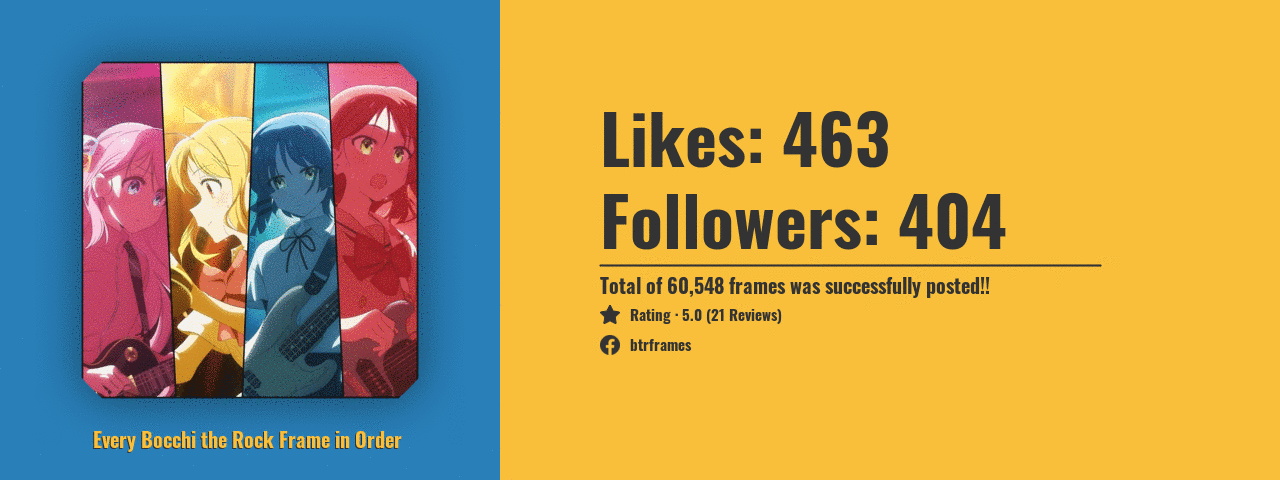 Likes: 463
Followers: 404
Total of 60,548 frames was successfully posted!!
Rating · 5.0 (21 Reviews)
btrframes
Every Bocchi the Rock Frame in Order